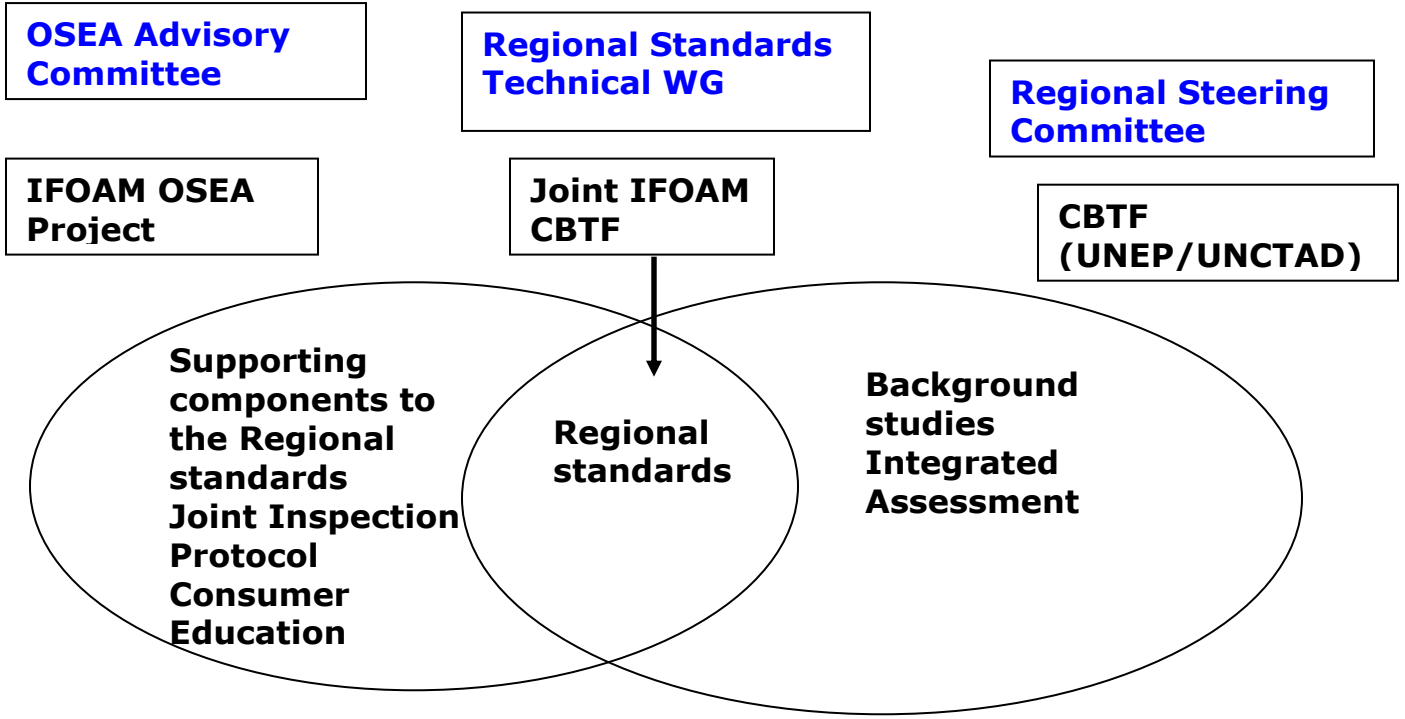 OSEA Advisory
Committee
Regional Standards
Technical WG
Regional Steering
Committee
IFOAM OSEA
Project
Joint IFOAM
CBTF
CBTF
(UNEP/UNCTAD)
Supporting
components to
the Regional
standards
Joint Inspection
Protocol
Consumer
Education
Regional
standards
Background
studies
Integrated
Assessment